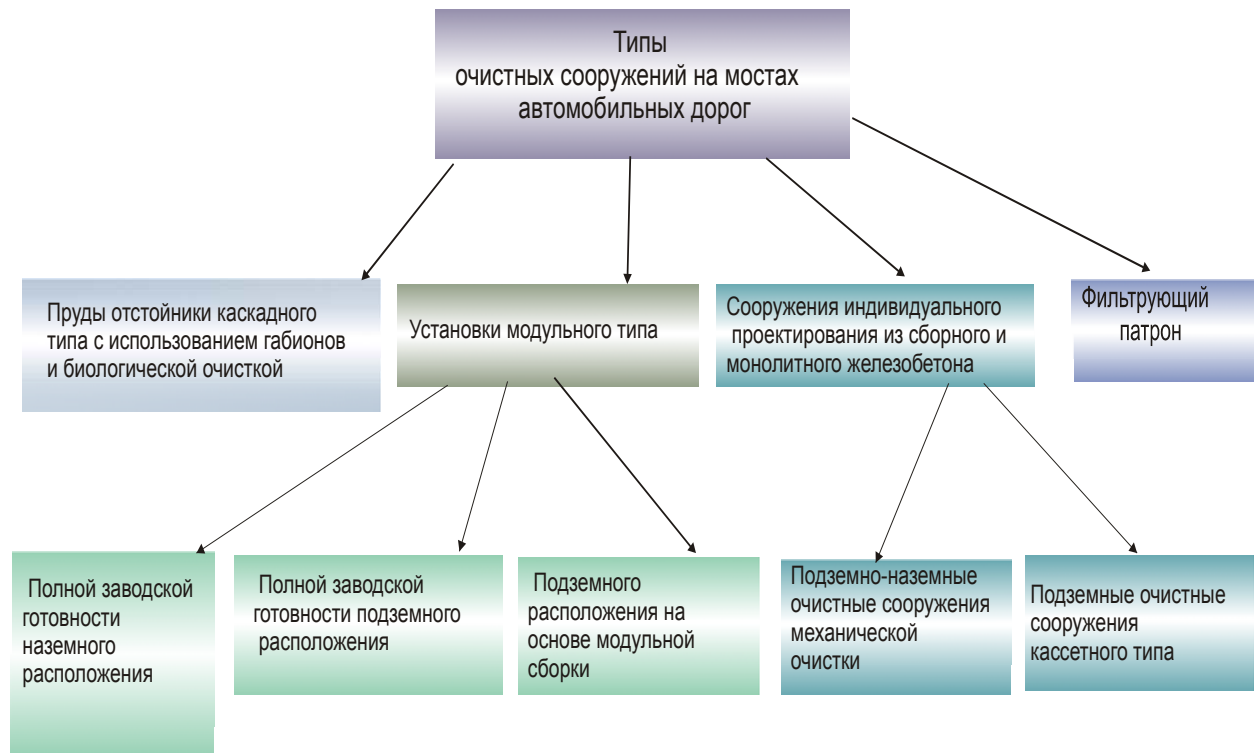 Типы
очистных сооружений на мостах
автомобильных дорог
Пруды отстойники каскадного
типа с использованием габионов
и биологической очисткой
Установки модульного типа
Сооружения индивидуального
проектирования из сборного и
монолитного железобетона
Фильтрующий
патрон
Полной заводской
готовности
наземного
расположения
Полной заводской
готовности подземного
расположения
Подземного
расположения на
основе модульной
сборки
Подземно-наземные
очистные сооружения
механической
очистки
Подземные очистные
сооружения
кассетного типа